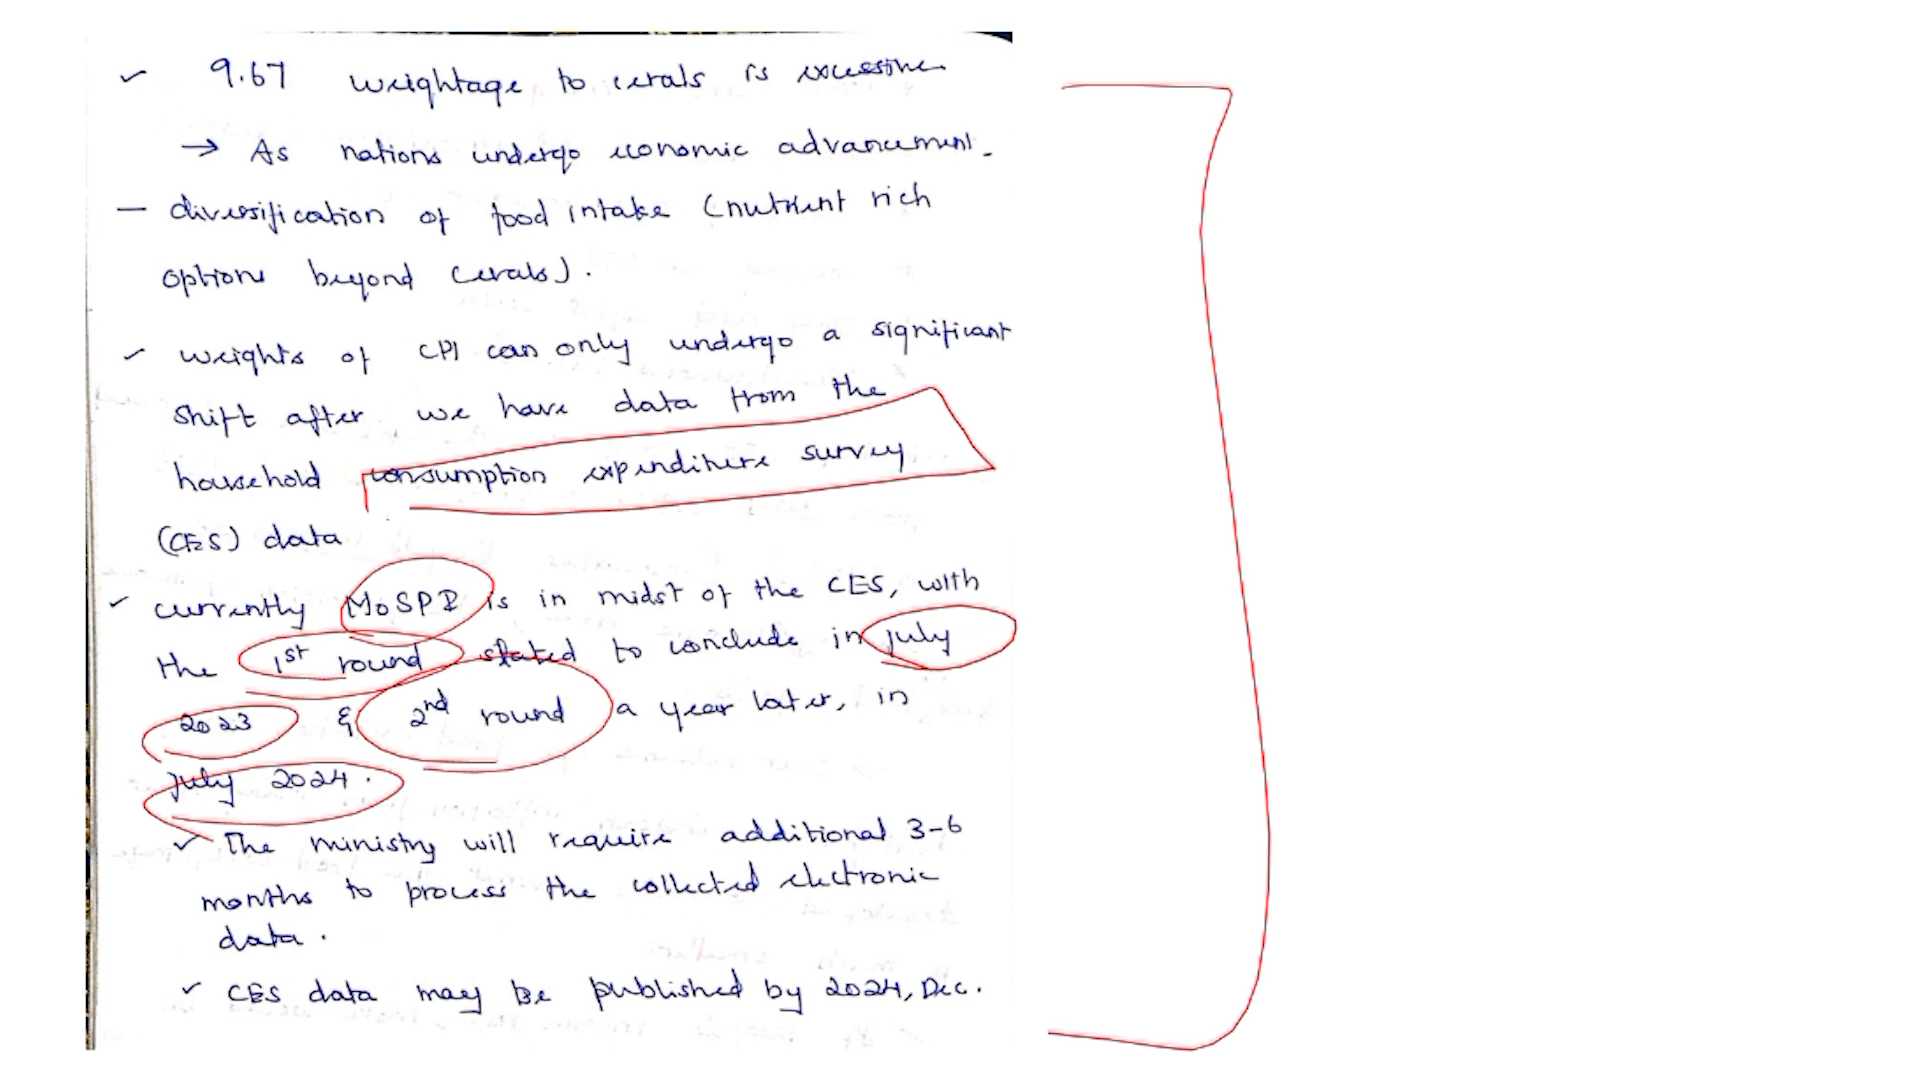 ✓ 9.67 weightage to cerals is excessive
→ As nations undergo economic advancement.
— diversification of food intake (nutrient rich
options beyond cerals).
✓ weights of CPI can only undergo a significant
shift after we have data from the
household consumption expenditure survey
(CES) data
✓ currently MoSPI is in midst of the CES, with
the 1st round slated to conclude in july
2023 & 2nd round a year later, in
july 2024.
✓ The ministry will require additional 3-6
months to process the collected electronic
data.
✓ CES data may be published by 2024, Dec.